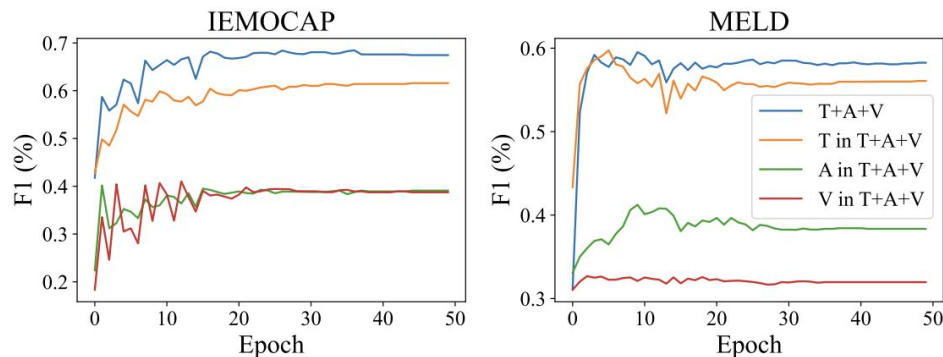 IEMOCAP
MELD
F1 (%)
0.7
0.6
0.5
0.4
0.3
0.2
0
10
20
30
40
50
Epoch
F1 (%)
0.6
0.5
0.4
0.3
0
10
20
30
40
50
Epoch
T+A+V
T in T+A+V
A in T+A+V
V in T+A+V